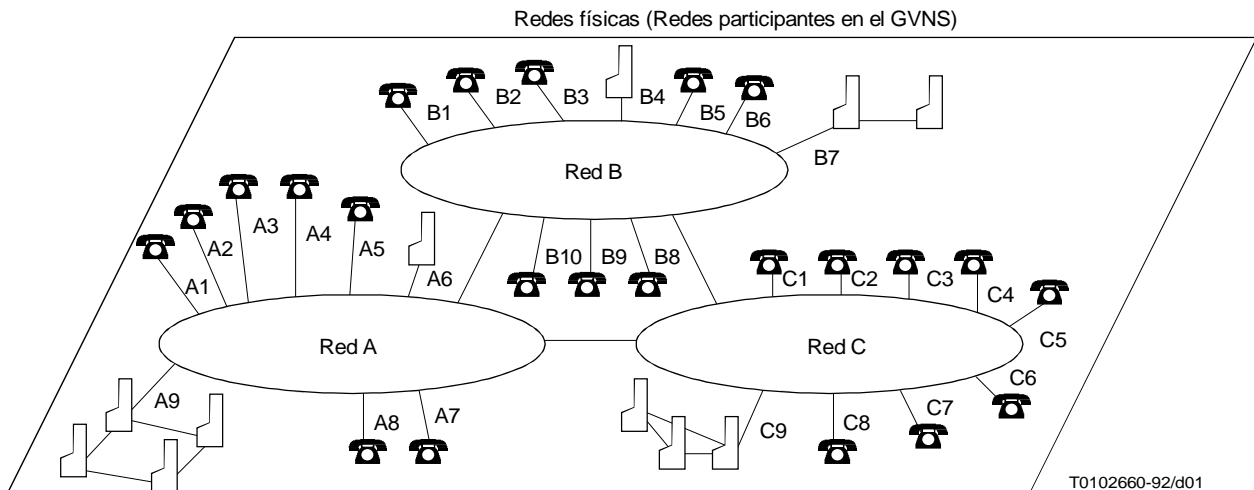 Redes físicas (Redes participantes en el GVNS)
B1
B2
B3
B4
B5
B6
B7
Red B
A1
A2
A3
A4
A5
A6
B10
B9
B8
C1
C2
C3
C4
C5
Red A
Red C
C6
A9
A8
A7
C9
C8
C7
T0102660-92/d01